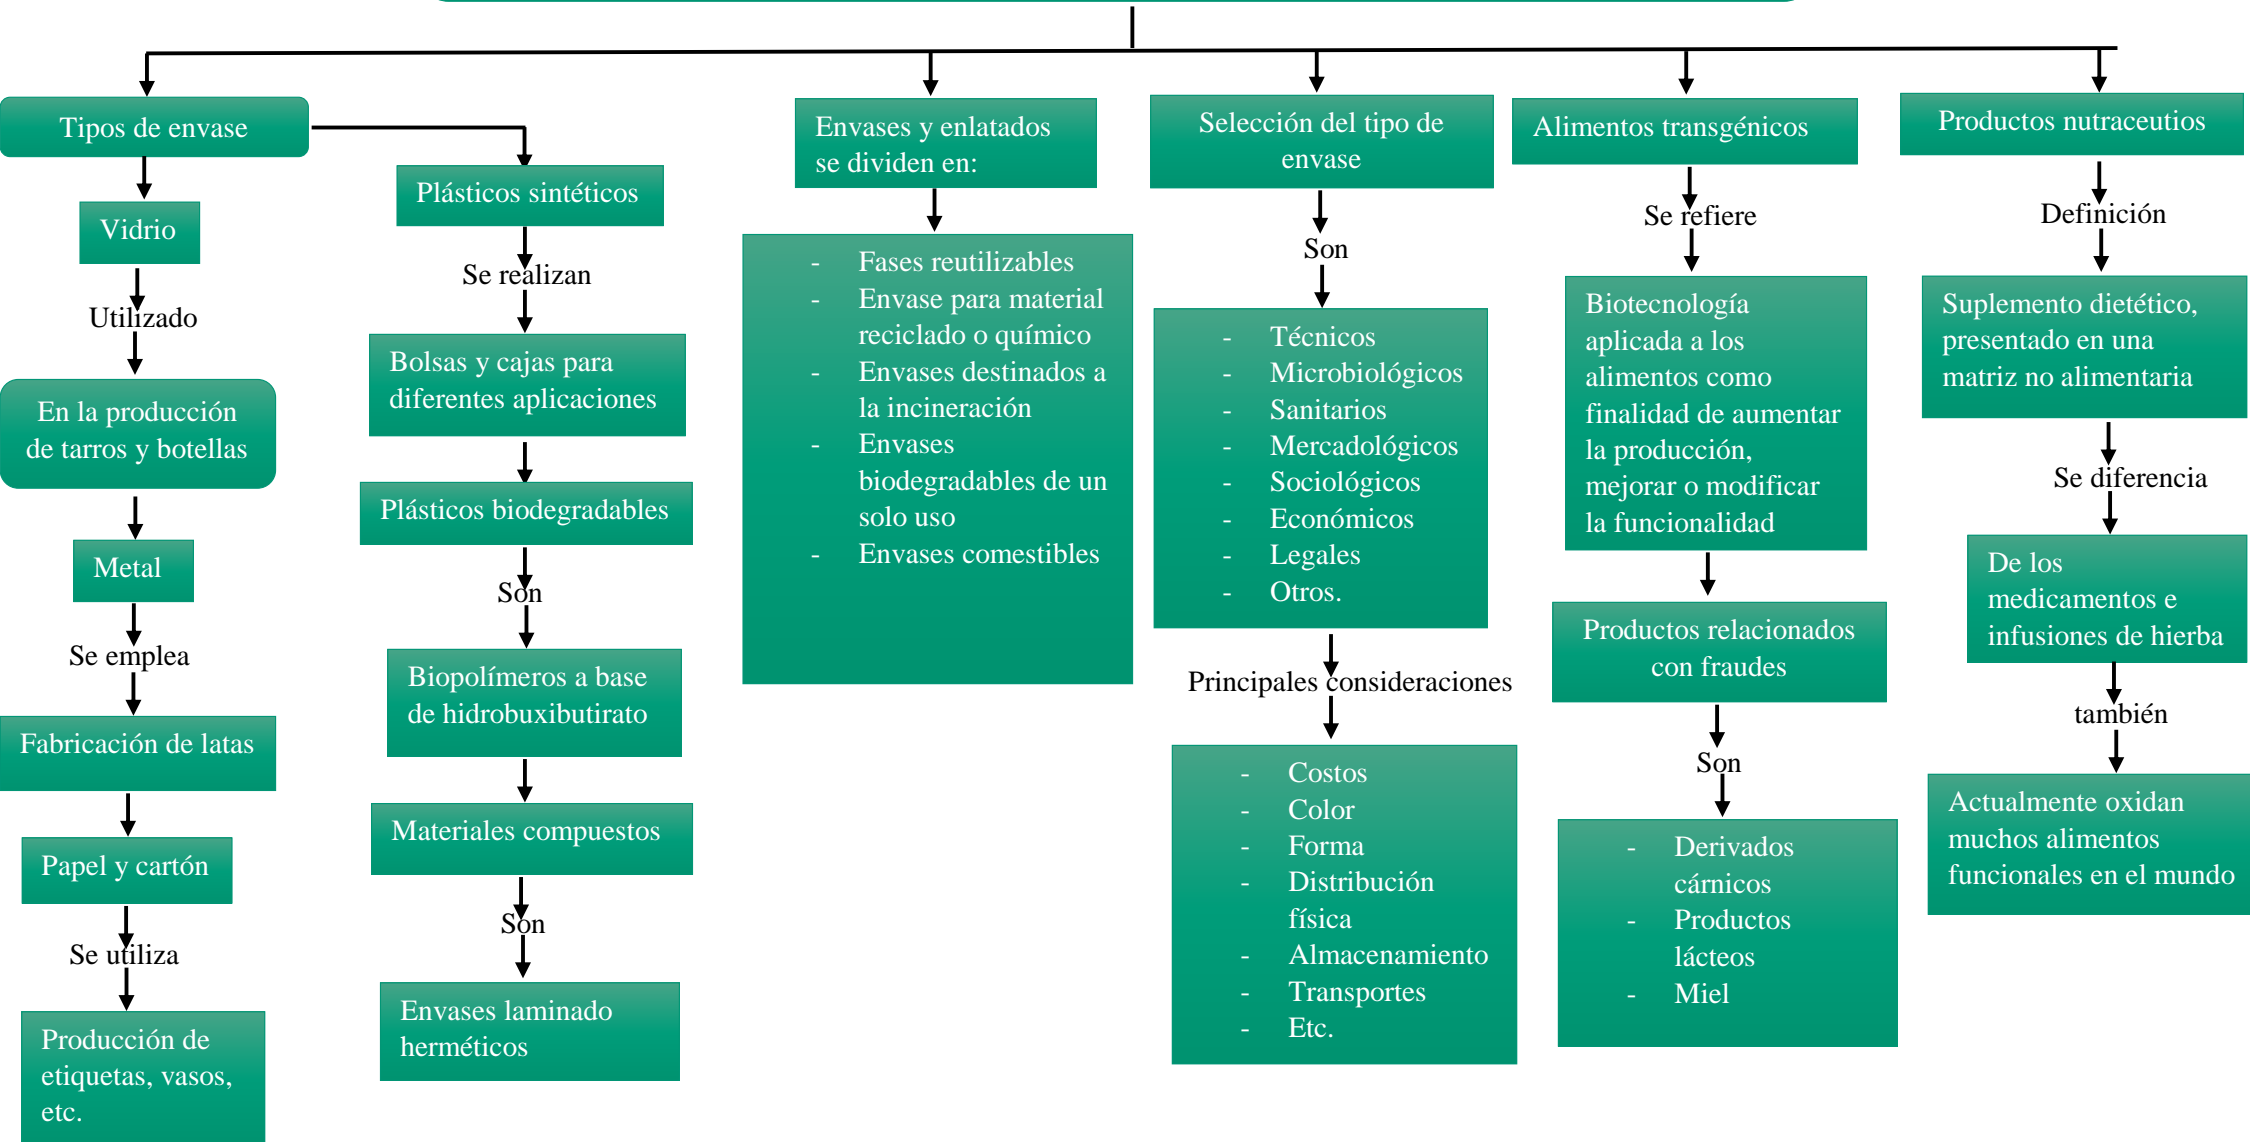 Tipos de envase
Vidrio
Utilizado
En la producción
de tarros y botellas
Metal
Se emplea
Fabricación de latas
Papel y cartón
Se utiliza
Producción de
etiquetas, vasos,
etc.
Plásticos sintéticos
Se realizan
Bolsas y cajas para
diferentes aplicaciones
Plásticos biodegradables
Son
Biopolímeros a base
de hidrobuxibutirato
Materiales compuestos
Son
Envases laminado
herméticos
Envases y enlatados
se dividen en:
- Fases reutilizables
- Envase para material
reciclado o químico
- Envases destinados a
la incineración
- Envases
biodegradables de un
solo uso
- Envases comestibles
Selección del tipo de
envase
Son
- Técnicos
- Microbiológicos
- Sanitarios
- Mercadológicos
- Sociológicos
- Económicos
- Legales
- Otros.
Principales consideraciones
- Costos
- Color
- Forma
- Distribución
física
- Almacenamiento
- Transportes
- Etc.
Alimentos transgénicos
Se refiere
Biotecnología
aplicada a los
alimentos como
finalidad de aumentar
la producción,
mejorar o modificar
la funcionalidad
Productos relacionados
con fraudes
Son
- Derivados
cárnicos
- Productos
lácteos
- Miel
Productos nutraceutios
Definición
Suplemento dietético,
presentado en una
matriz no alimentaria
Se diferencia
De los
medicamentos e
infusiones de hierba
también
Actualmente oxidan
muchos alimentos
funcionales en el mundo